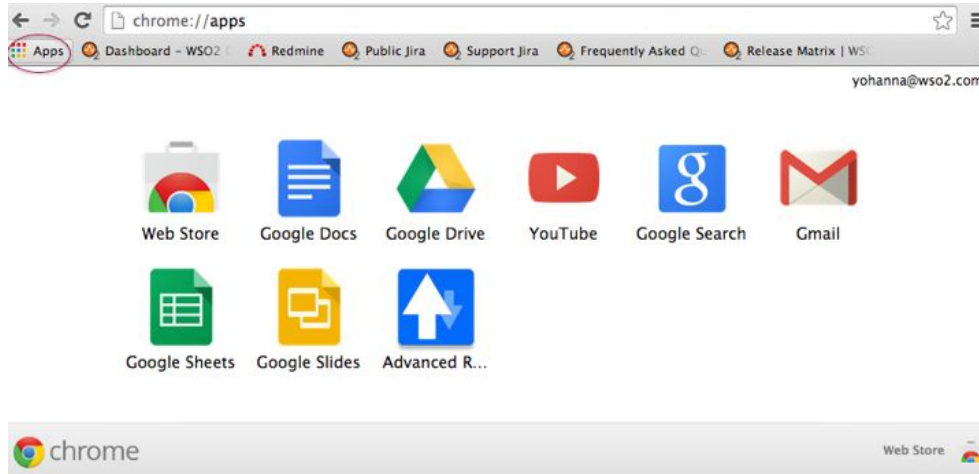 chrome://apps
Apps Dashboard – WSO2 Redmine Public Jira Support Jira Frequently Asked Q Release Matrix | WSO
yohanna@wso2.com
Web Store Google Docs Google Drive YouTube Google Search Gmail
Google Sheets Google Slides Advanced R...
chrome Web Store